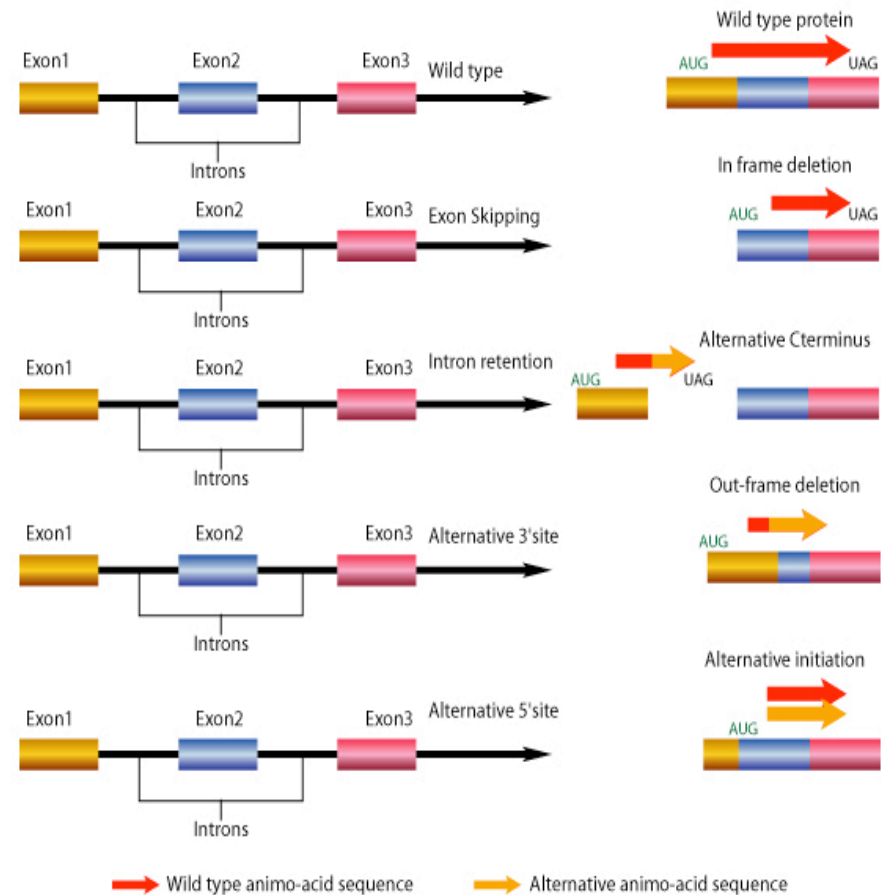 Wild type protein
Exon1 Exon2 Exon3 Wild type AUG UAG
Introns
In frame deletion
Exon1 Exon2 Exon3 Exon Skipping AUG UAG
Introns
Alternative Cterminus
Exon1 Exon2 Exon3 Intron retention AUG UAG
Introns
Out-frame deletion
Exon1 Exon2 Exon3 Alternative 3'site AUG
Introns
Alternative initiation
Exon1 Exon2 Exon3 Alternative 5'site AUG
Introns
Wild type animo-acid sequence Alternative animo-acid sequence